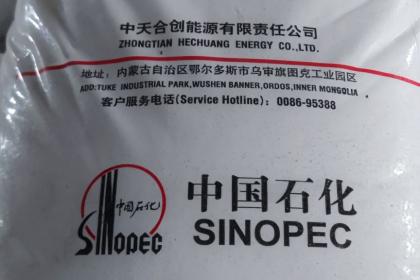 中天合创能源有限责任公司
ZHONGTIAN HECHUANG ENERGY CO.,LTD.
地址：内蒙古自治区鄂尔多斯市乌审旗图克工业园区
ADD:TUKE INDUSTRIAL PARK,WUSHEN BANNER,ORDOS,INNER MONGOLIA
客户服务电话(Service Hotline)：0086-95388
中国石化
SINOPEC
中国石化
SINOPEC